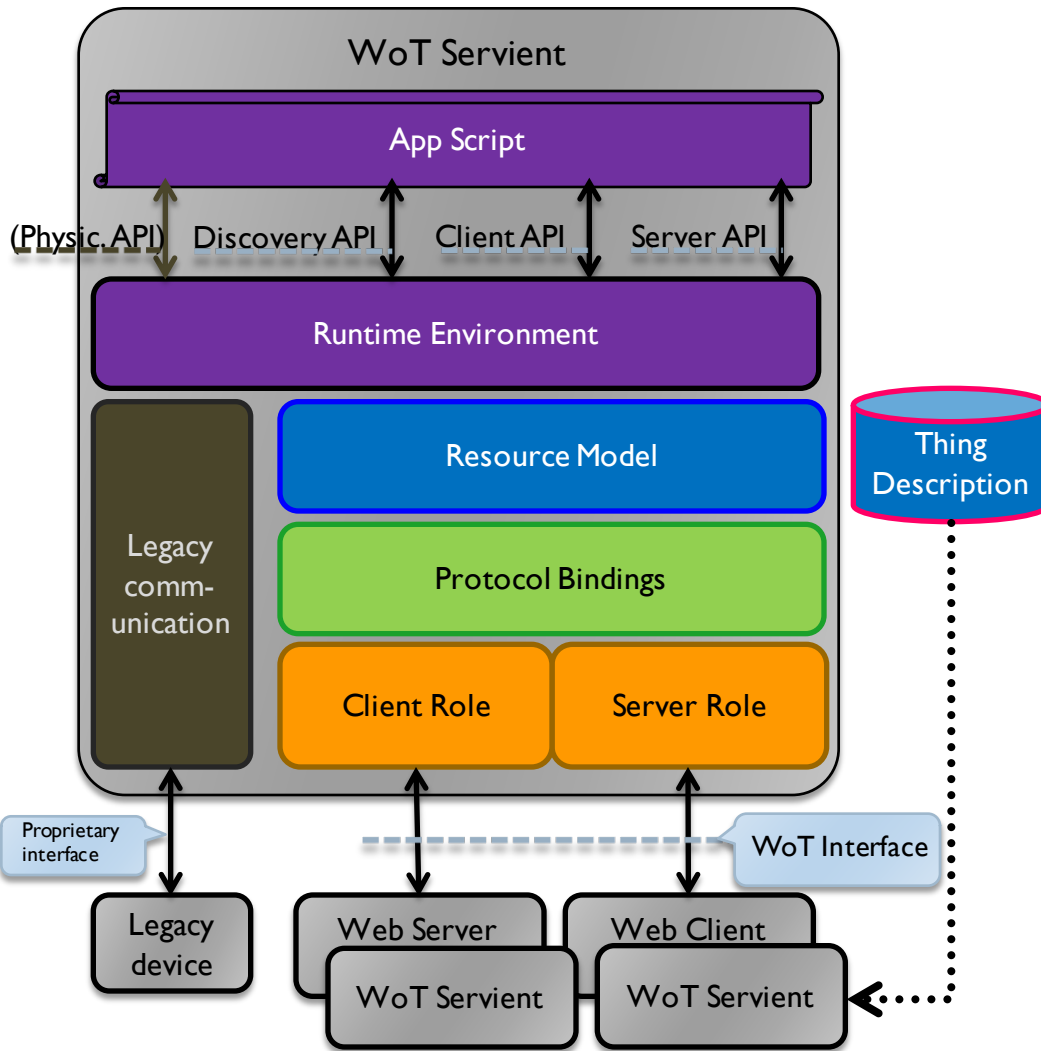 WoT Servient
App Script
(Physic. API) Discovery API Client API Server API
Runtime Environment
Resource Model
Thing
Description
Legacy
comm-
unication
Protocol Bindings
Client Role Server Role
Proprietary
interface
WoT Interface
Legacy
device
Web Server
WoT Servient
Web Client
WoT Servient